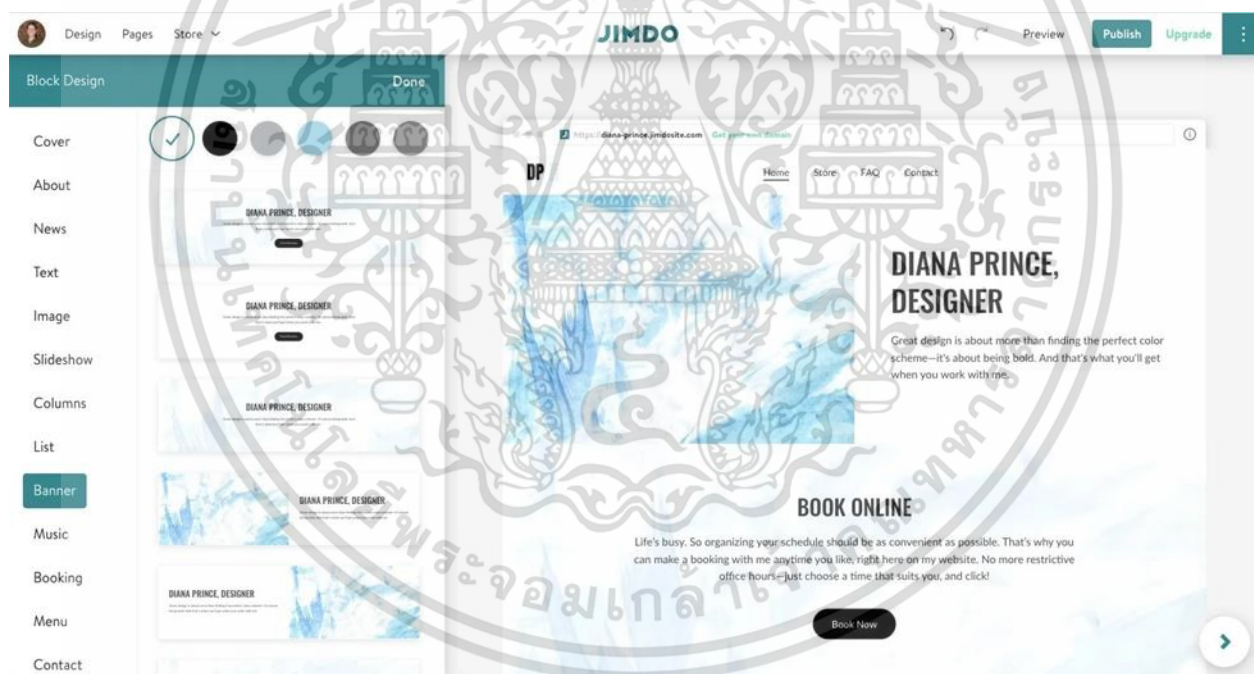 Design Pages Store
JIMDO
Preview Publish Upgrade
Block Design Done
Cover
About
News
Text
Image
Slideshow
Columns
List
Banner
Music
Booking
Menu
Contact
DIANA PRINCE, DESIGNER
DIANA PRINCE, DESIGNER
DIANA PRINCE, DESIGNER
DIANA PRINCE, DESIGNER
DIANA PRINCE, DESIGNER
https://diana-prince.jimdosite.com Get your own domain
DP
Home Store FAQ Contact
DIANA PRINCE,
DESIGNER
Great design is about more than finding the perfect color
scheme—it's about being bold. And that's what you'll get
when you work with me.
BOOK ONLINE
Life's busy. So organizing your schedule should be as convenient as possible. That's why you
can make a booking with me anytime you like, right here on my website. No more restrictive
office hours—just choose a time that suits you, and click!
Book Now